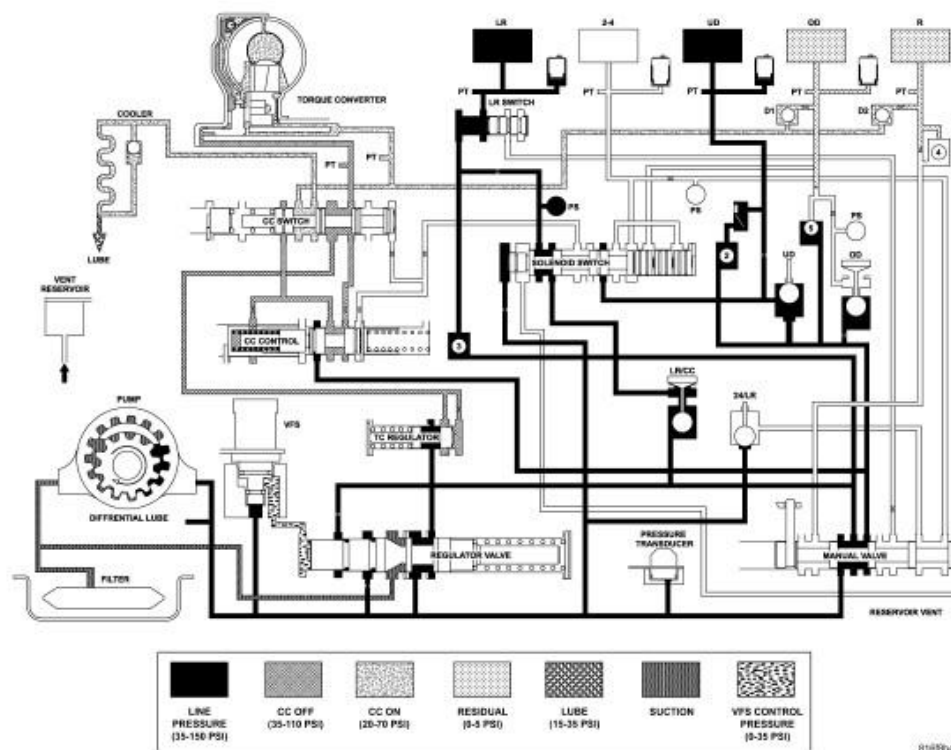 LR
2-4
UD
OD
R
PT
PT
PT
PT
LR SWITCH
D1
D2
4
TORQUE CONVERTER
COOLER
PT
PT
PS
PS
5
CC SWITCH
LUBE
SOLENOID SWITCH
2
UD
OD
VENT
RESERVOIR
CC CONTROL
3
LR/CC
24/LR
PUMP
VFS
TC REGULATOR
DIFFRENTIAL LUBE
REGULATOR VALVE
PRESSURE
TRANSDUCER
MANUAL VALVE
FILTER
RESERVOIR VENT
LINE
PRESSURE
(35-150 PSI)
CC OFF
(35-110 PSI)
CC ON
(20-70 PSI)
RESIDUAL
(0-5 PSI)
LUBE
(15-35 PSI)
SUCTION
VFS CONTROL
PRESSURE
(0-35 PSI)